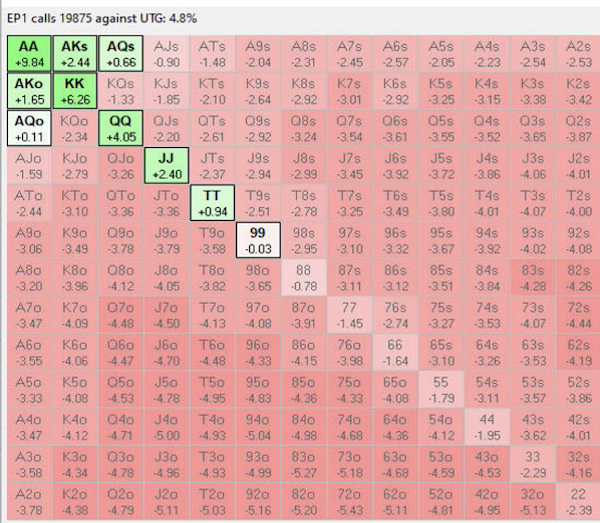 EP1 calls 19875 against UTG: 4.8%
AA AKs AQs AJs ATs A9s A8s A7s A6s A5s A4s A3s A2s
+9.84 +2.44 +0.66 -0.90 -1.48 -2.04 -2.31 -2.45 -2.57 -2.05 -2.23 -2.54 -2.53
AKo KK KQs KJs KTs K9s K8s K7s K6s K5s K4s K3s K2s
+1.65 +6.26 -1.33 -1.85 -2.10 -2.64 -2.92 -3.01 -2.92 -3.25 -3.15 -3.38 -3.42
AQo KQo QQ QJs QTs Q9s Q8s Q7s Q6s Q5s Q4s Q3s Q2s
+0.11 -2.34 +4.05 -2.20 -2.61 -2.92 -3.24 -3.54 -3.61 -3.55 -3.52 -3.65 -3.87
AJo KJo QJo JJ JTs J9s J8s J7s J6s J5s J4s J3s J2s
-1.59 -2.79 -3.26 +2.40 -2.37 -2.94 -2.99 -3.45 -3.92 -3.72 -3.86 -4.06 -4.01
ATo KTo QTo JTo TT T9s T8s T7s T6s T5s T4s T3s T2s
-2.44 -3.10 -3.36 -3.36 +0.94 -2.51 -2.78 -3.25 -3.49 -3.80 -4.01 -4.07 -4.00
A9o K9o Q9o J9o T9o 99 98s 97s 96s 95s 94s 93s 92s
-3.06 -3.49 -3.78 -3.79 -3.58 -0.03 -2.95 -3.10 -3.32 -3.67 -3.92 -4.02 -4.08
A8o K8o Q8o J8o T8o 98o 88 87s 86s 85s 84s 83s 82s
-3.20 -3.96 -4.12 -4.05 -3.82 -3.65 -0.78 -3.11 -3.12 -3.51 -3.84 -4.28 -4.26
A7o K7o Q7o J7o T7o 97o 87o 77 76s 75s 74s 73s 72s
-3.47 -4.09 -4.48 -4.50 -4.13 -4.08 -3.91 -1.45 -2.74 -3.27 -3.53 -4.07 -4.44
A6o K6o Q6o J6o T6o 96o 86o 76o 66 65s 64s 63s 62s
-3.55 -4.06 -4.47 -4.70 -4.48 -4.33 -4.15 -3.98 -1.64 -3.10 -3.26 -3.53 -4.19
A5o K5o Q5o J5o T5o 95o 85o 75o 65o 55 54s 53s 52s
-3.33 -4.08 -4.53 -4.78 -4.95 -4.83 -4.36 -4.33 -4.08 -1.79 -3.11 -3.57 -3.86
A4o K4o Q4o J4o T4o 94o 84o 74o 64o 54o 44 43s 42s
-3.47 -4.12 -4.71 -5.00 -4.93 -5.04 -4.98 -4.68 -4.36 -4.12 -1.95 -3.62 -4.01
A3o K3o Q3o J3o T3o 93o 83o 73o 63o 53o 43o 33 32s
-3.58 -4.34 -4.78 -4.96 -4.93 -4.99 -5.27 -5.18 -4.68 -4.59 -4.53 -2.29 -4.16
A2o K2o Q2o J2o T2o 92o 82o 72o 62o 52o 42o 32o 22
-3.78 -4.38 -4.79 -5.11 -5.03 -5.16 -5.20 -5.43 -5.11 -4.81 -4.95 -5.13 -2.39